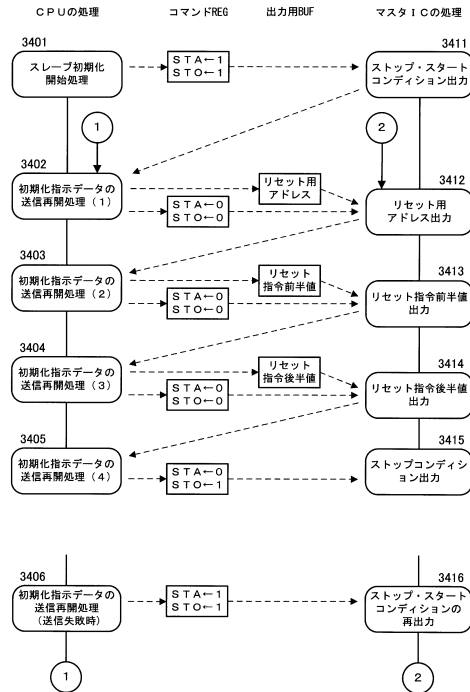 CPUの処理 コマンドREG 出力用BUF マスタICの処理
3401
スレーブ初期化
開始処理
STA←1
STO←1
3411
ストップ・スタート
コンディション出力
1
2
3402
初期化指示データの
送信再開処理(1)
リセット用
アドレス
STA←0
STO←0
3412
リセット用
アドレス出力
3403
初期化指示データの
送信再開処理(2)
リセット
指令前半値
STA←0
STO←0
3413
リセット指令前半値
出力
3404
初期化指示データの
送信再開処理(3)
リセット
指令後半値
STA←0
STO←0
3414
リセット指令後半値
出力
3405
初期化指示データの
送信再開処理(4)
STA←0
STO←1
3415
ストップコンディ
ション出力
3406
初期化指示データの
送信再開処理
(送信失敗時)
STA←1
STO←1
3416
ストップ・スタート
コンディションの
再出力
1
2